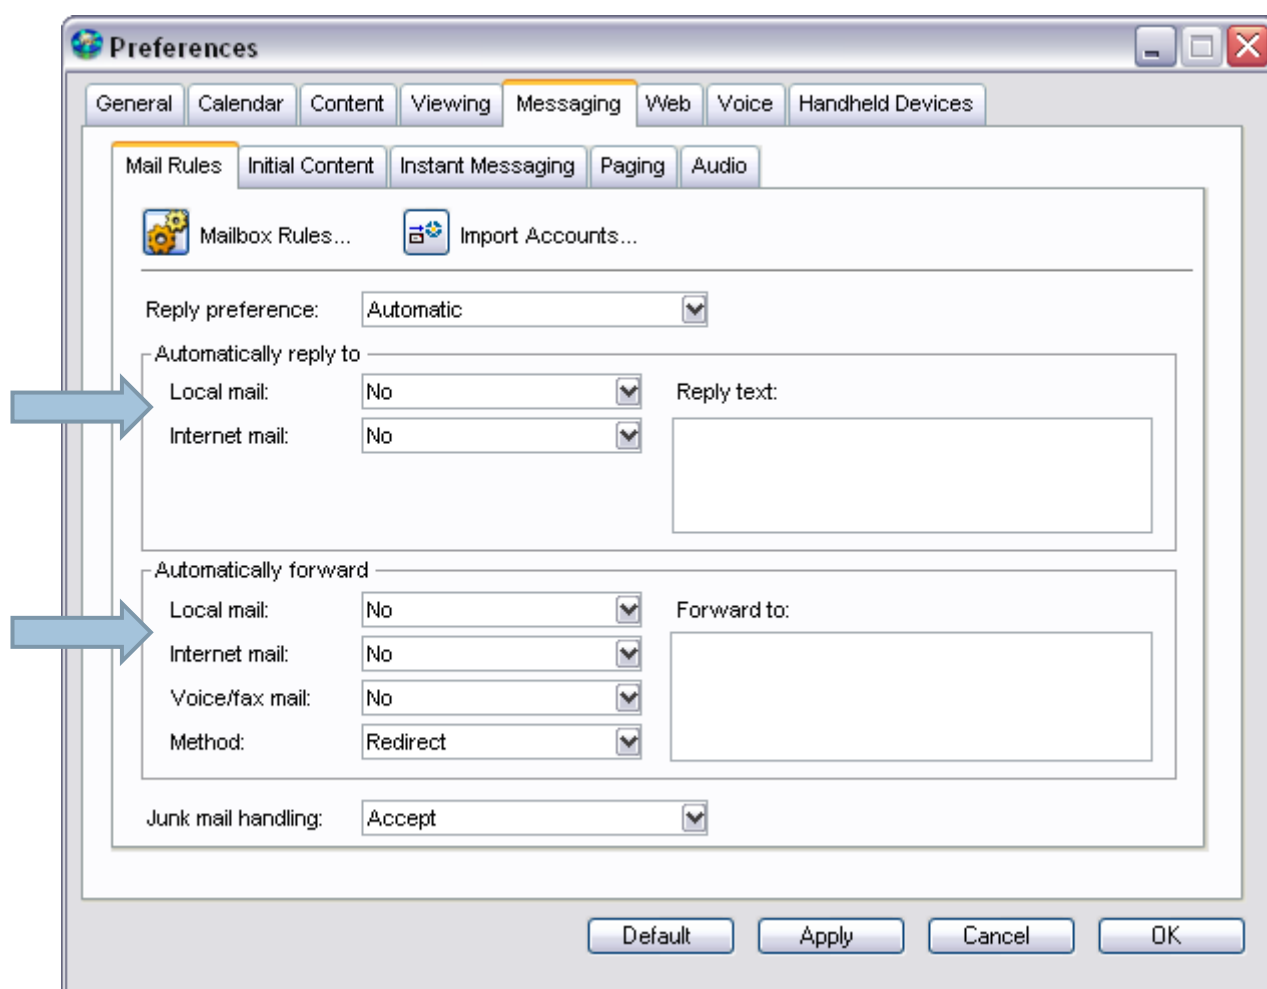 Preferences
General Calendar Content Viewing Messaging Web Voice Handheld Devices
Mail Rules Initial Content Instant Messaging Paging Audio
Mailbox Rules... Import Accounts...
Reply preference: Automatic
Automatically reply to
Local mail: No Reply text:
Internet mail: No
Automatically forward
Local mail: No Forward to:
Internet mail: No
Voice/fax mail: No
Method: Redirect
Junk mail handling: Accept
Default Apply Cancel OK